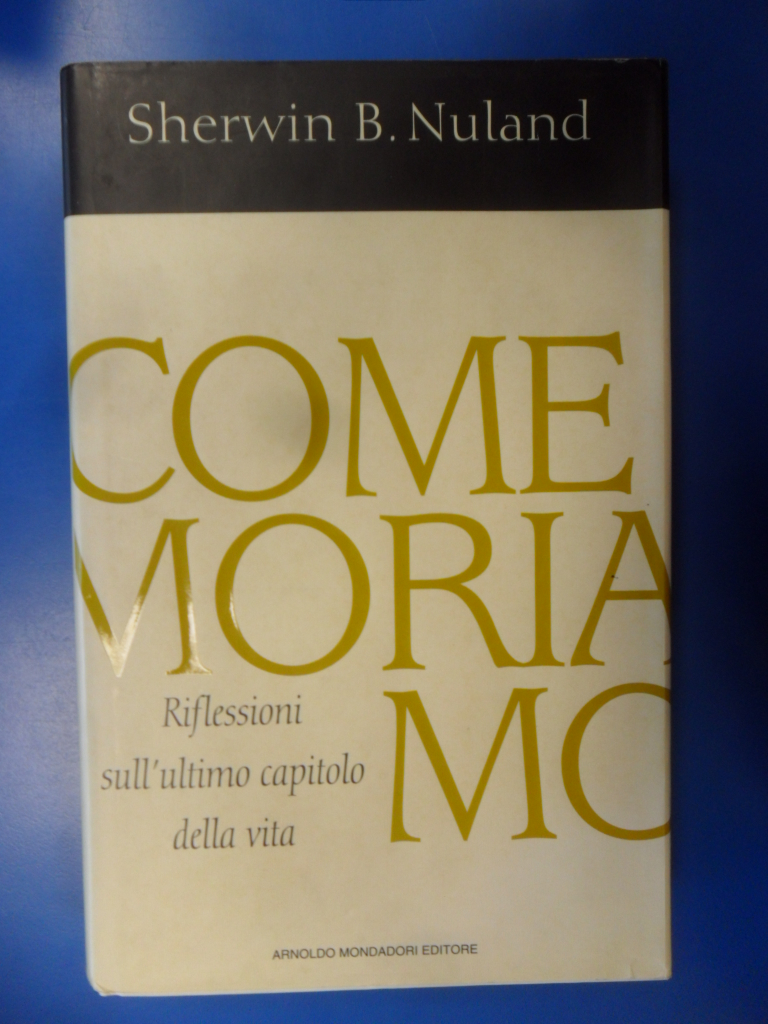 Sherwin B. Nuland
COME
MORIA
MO
Riflessioni
sull'ultimo capitolo
della vita
ARNOLDO MONDADORI EDITORE